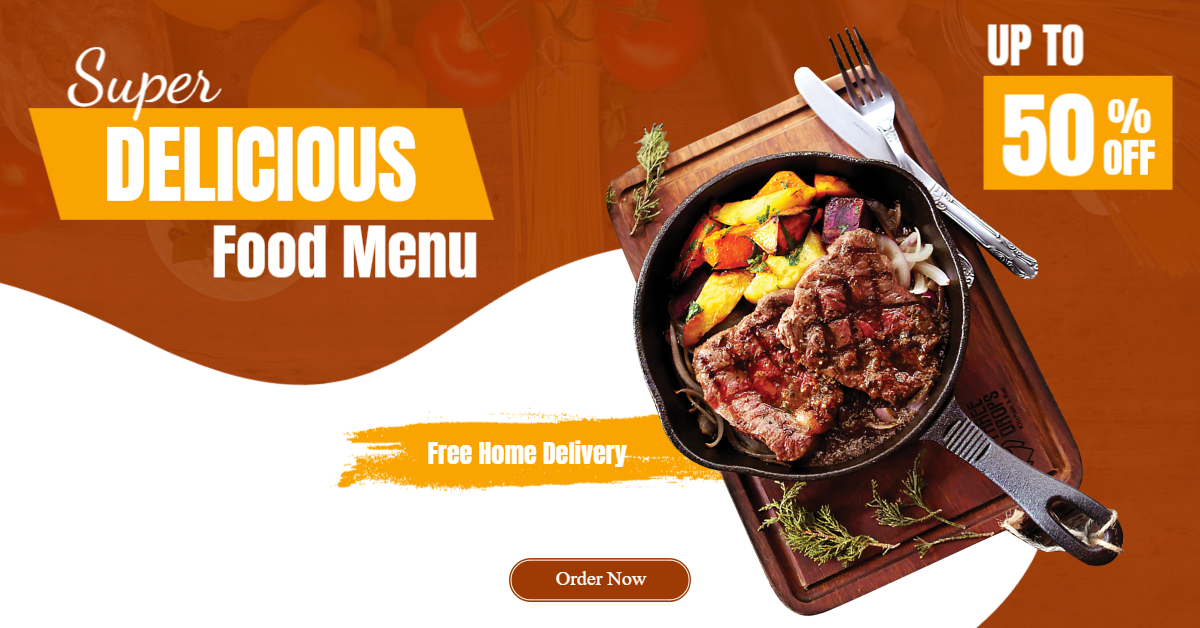 Super
DELICIOUS
Food Menu
UP TO
50 % OFF
Free Home Delivery
Order Now